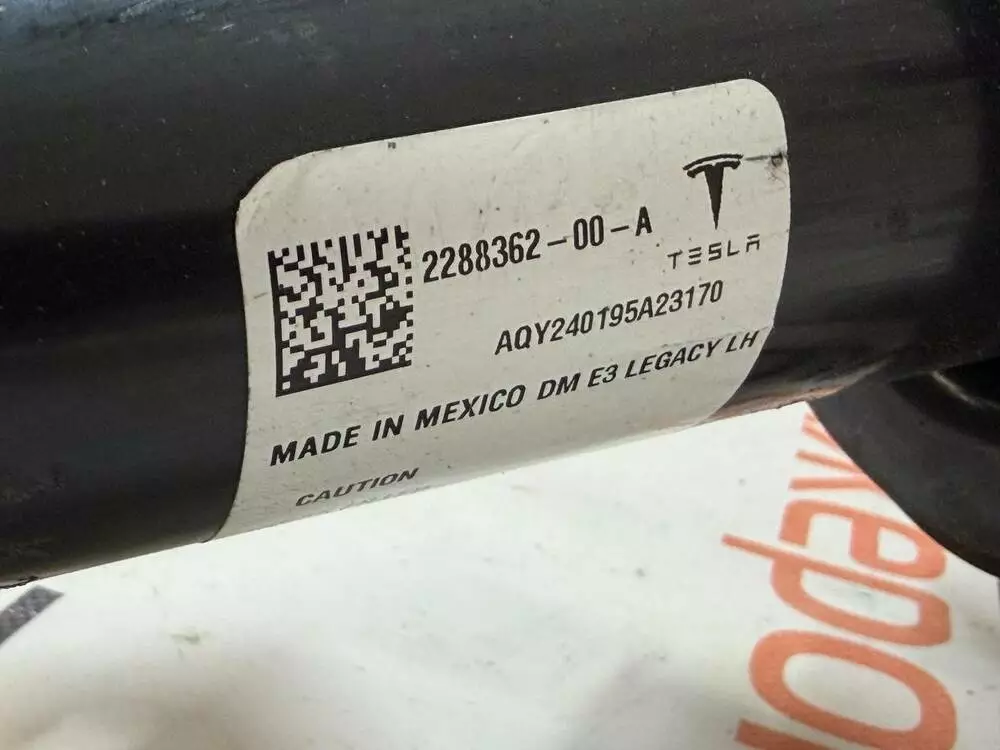 2288362-00-A
TESLA
AQY240195A23170
MADE IN MEXICO DM E3 LEGACY LH
CAUTION